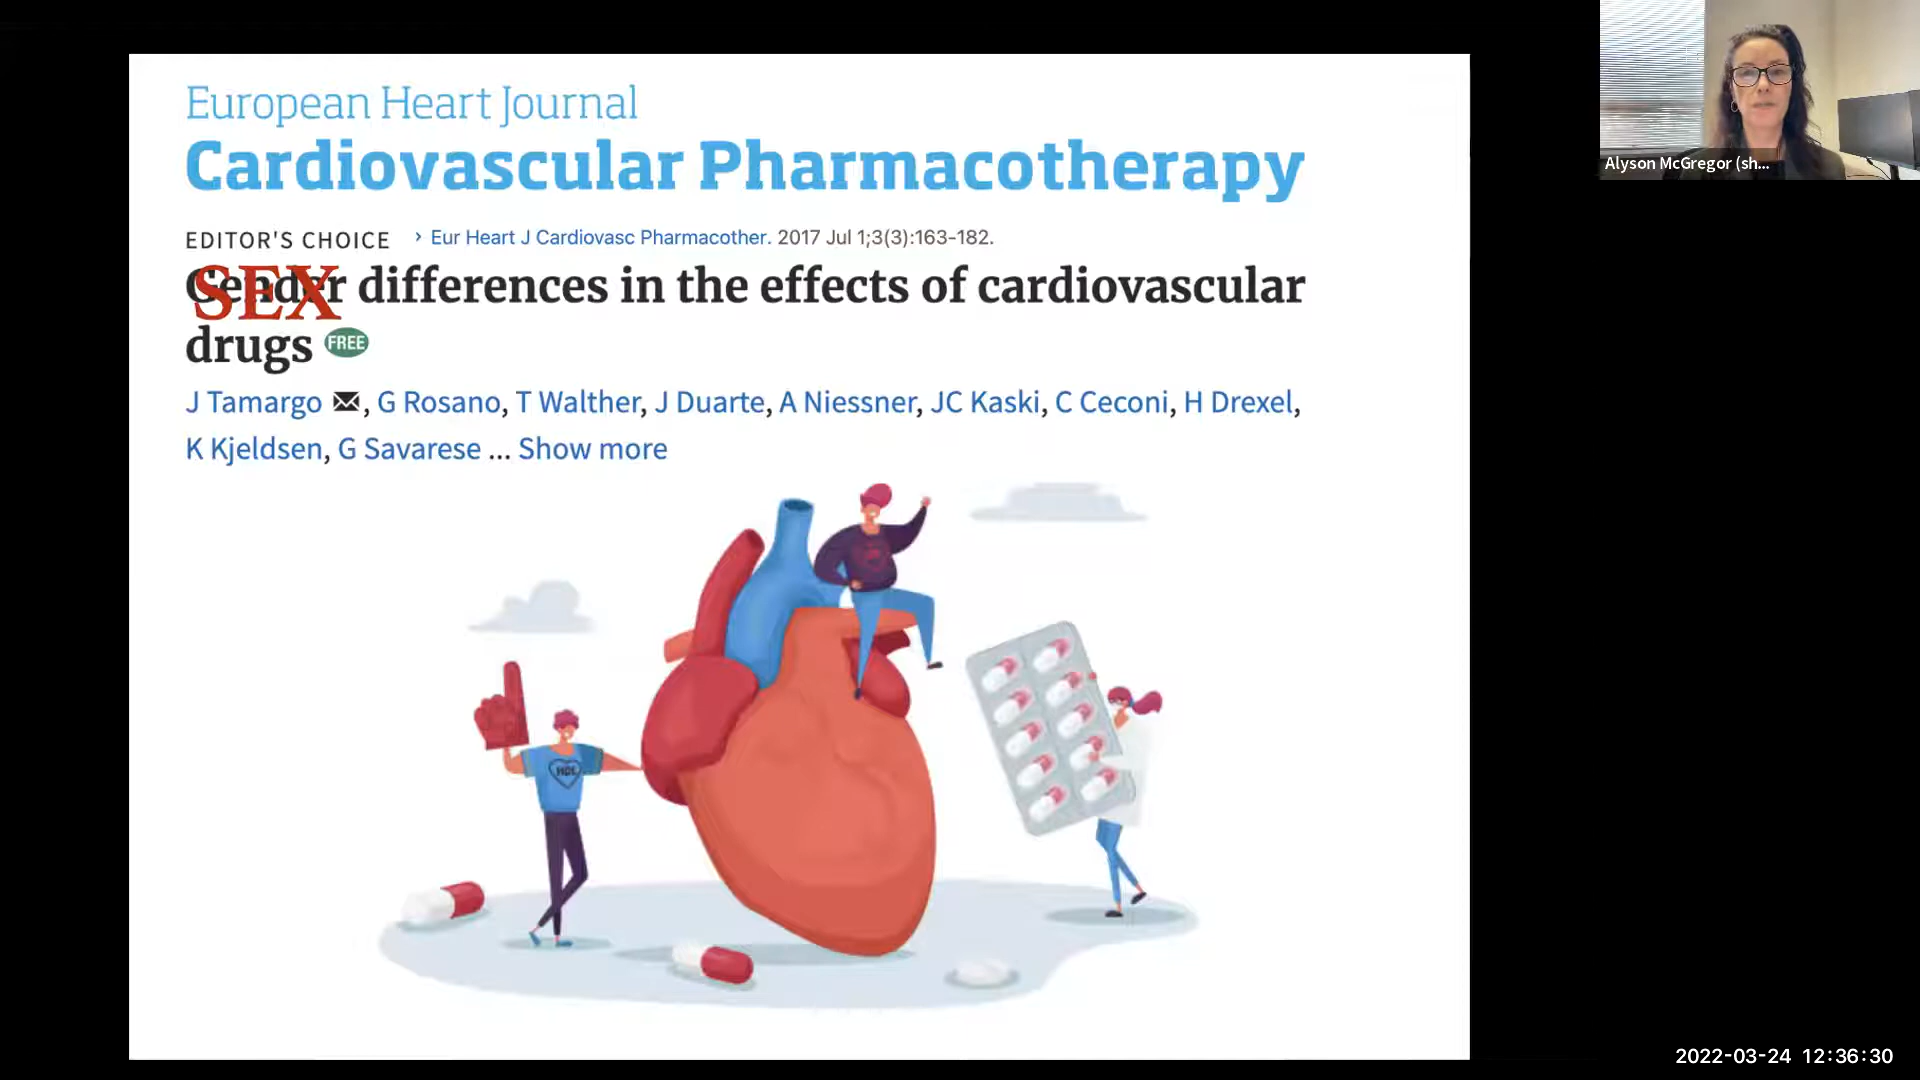 European Heart Journal
Cardiovascular Pharmacotherapy
EDITOR'S CHOICE › Eur Heart J Cardiovasc Pharmacother. 2017 Jul 1;3(3):163-182.
SEX
Gender differences in the effects of cardiovascular
drugs FREE
J Tamargo ✉, G Rosano, T Walther, J Duarte, A Niessner, JC Kaski, C Ceconi, H Drexel,
K Kjeldsen, G Savarese ... Show more
HDL
Alyson McGregor (sh...
2022-03-24 12:36:30